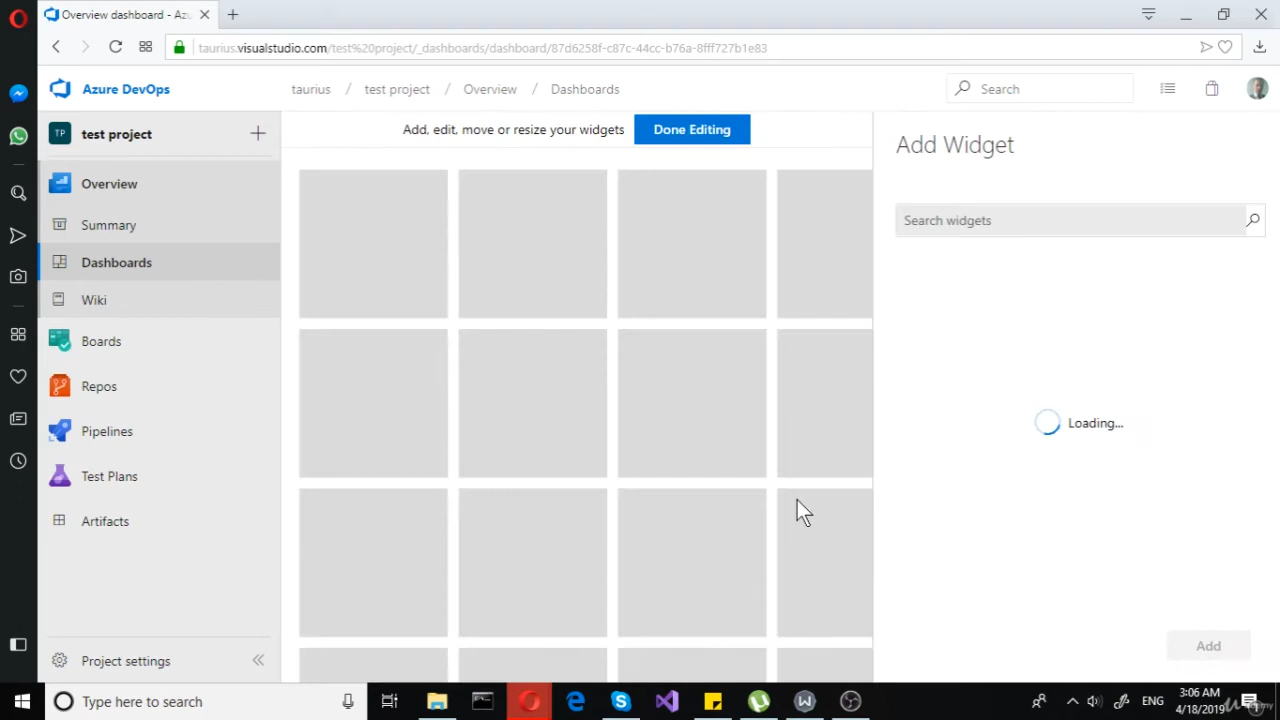 Overview dashboard - Azu
taurius.visualstudio.com/test%20project/_dashboards/dashboard/87d6258f-c87c-44cc-b76a-8fff727b1e83
Azure DevOps
taurius / test project / Overview / Dashboards
Search
TP test project
Add, edit, move or resize your widgets
Done Editing
Add Widget
Overview
Search widgets
Summary
Dashboards
Wiki
Boards
Repos
Loading...
Pipelines
Test Plans
Artifacts
Add
Project settings
Type here to search
ENG
3:06 AM
4/18/2019